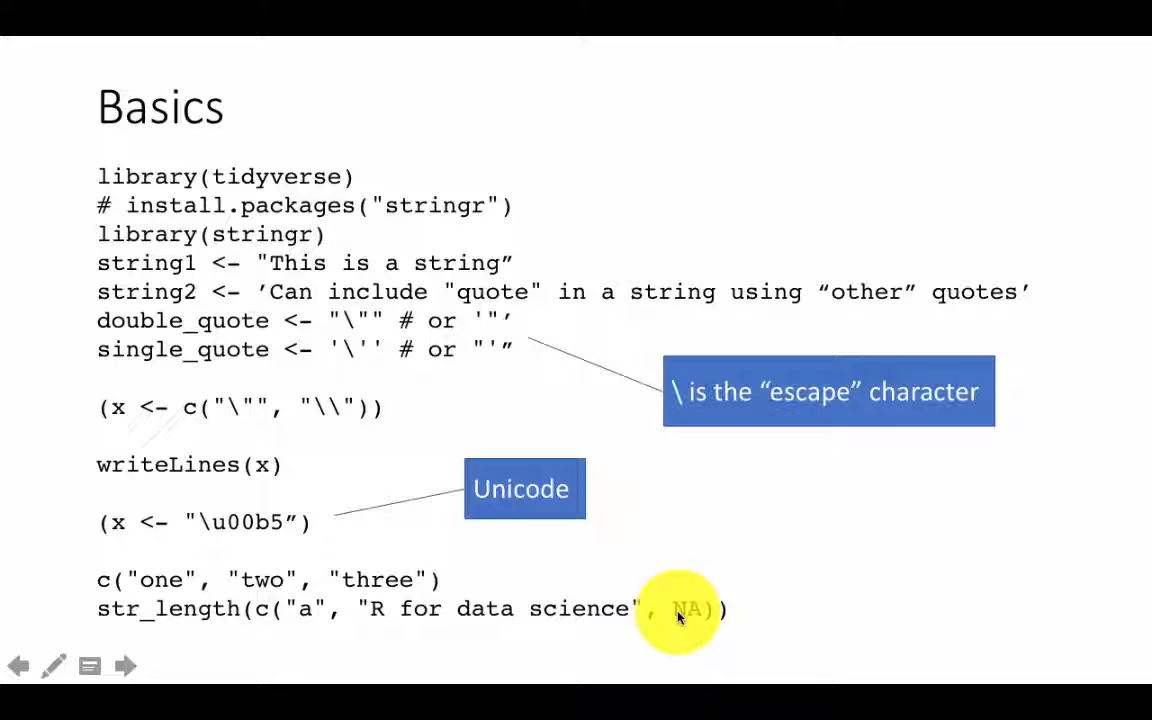 Basics
library(tidyverse)
# install.packages("stringr")
library(stringr)
string1 <- "This is a string”
string2 <- ’Can include "quote" in a string using “other” quotes’
double_quote <- "\"" # or '"’
single_quote <- '\'' # or "'”
\ is the “escape” character
(x <- c("\"", "\\"))
writeLines(x)
Unicode
(x <- "\u00b5”)
c("one", "two", "three")
str_length(c("a", "R for data science", NA))